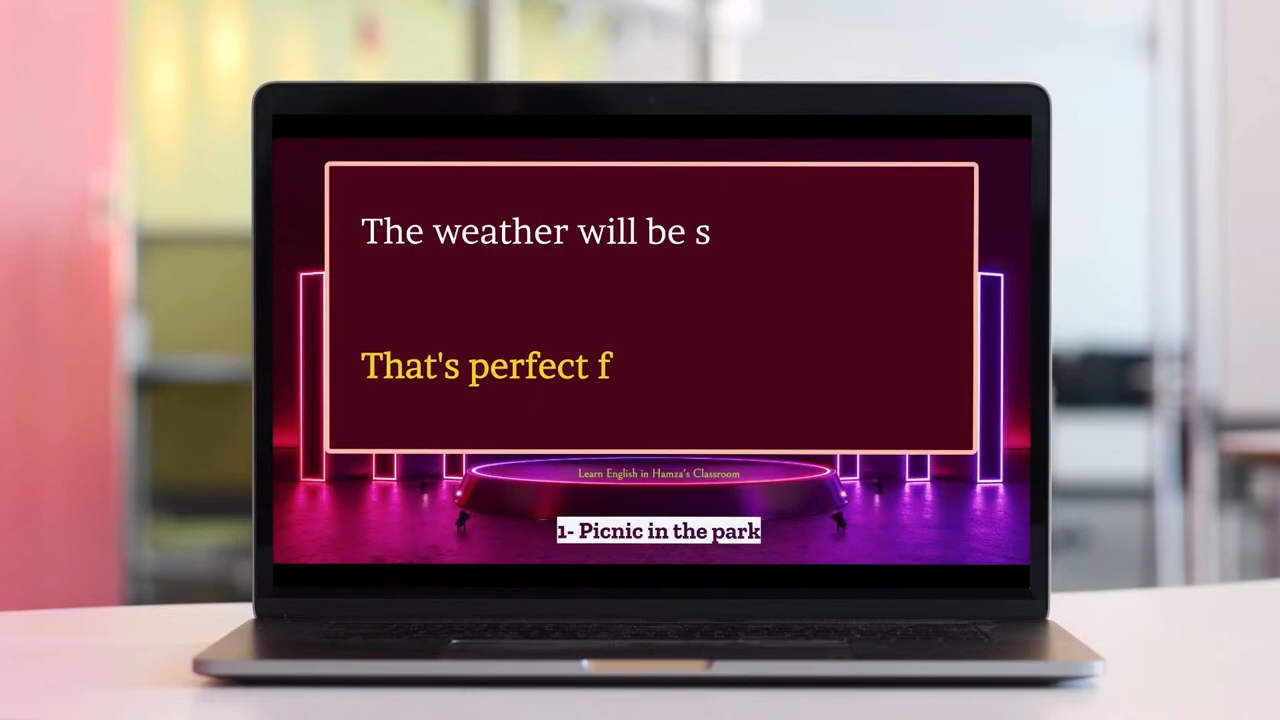 The weather will be s
That's perfect f
Learn English in Hamza's Classroom
1- Picnic in the park